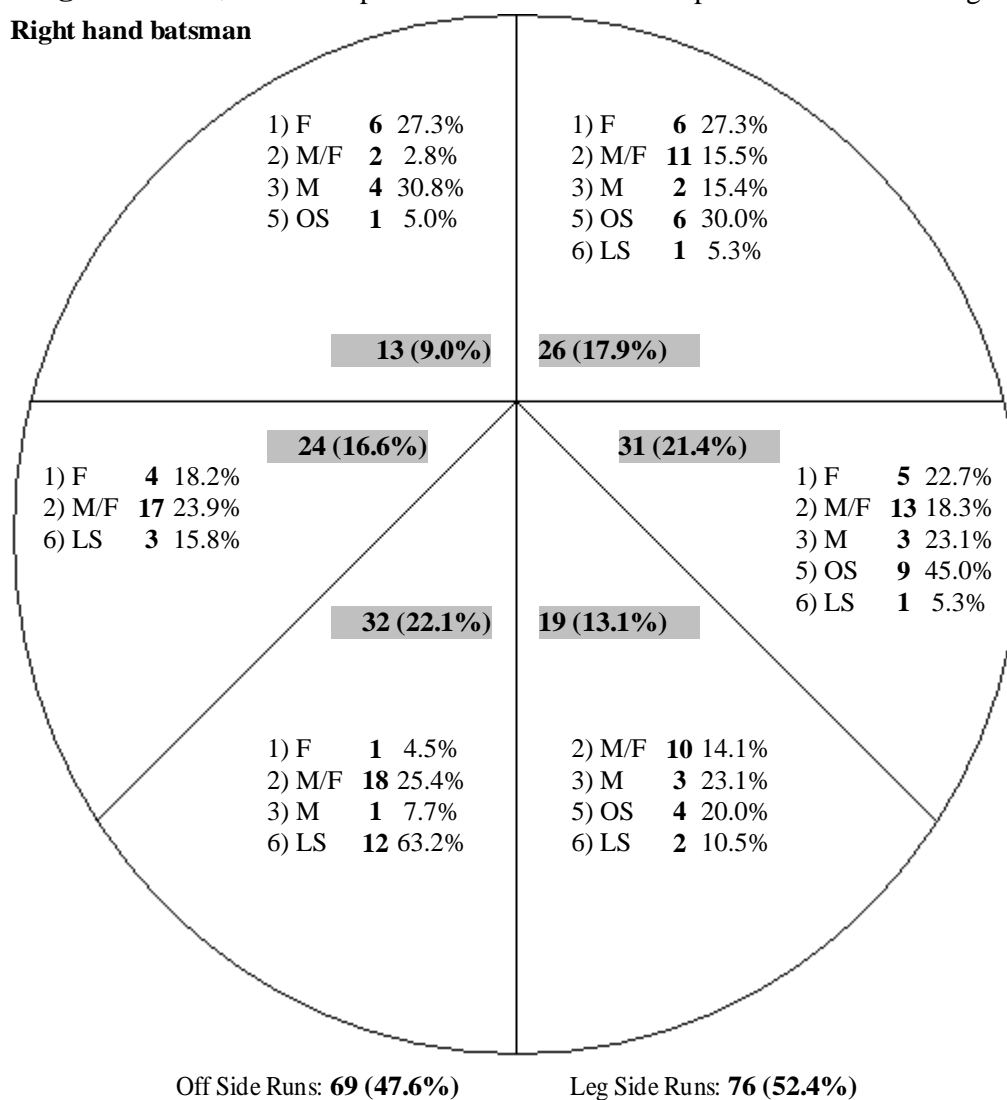 Right hand batsman
1) F 6 27.3%
2) M/F 2 2.8%
3) M 4 30.8%
5) OS 1 5.0%
1) F 6 27.3%
2) M/F 11 15.5%
3) M 2 15.4%
5) OS 6 30.0%
6) LS 1 5.3%
13 (9.0%)
26 (17.9%)
24 (16.6%)
31 (21.4%)
1) F 4 18.2%
2) M/F 17 23.9%
6) LS 3 15.8%
1) F 5 22.7%
2) M/F 13 18.3%
3) M 3 23.1%
5) OS 9 45.0%
6) LS 1 5.3%
32 (22.1%)
19 (13.1%)
1) F 1 4.5%
2) M/F 18 25.4%
3) M 1 7.7%
6) LS 12 63.2%
2) M/F 10 14.1%
3) M 3 23.1%
5) OS 4 20.0%
6) LS 2 10.5%
Off Side Runs: 69 (47.6%)
Leg Side Runs: 76 (52.4%)